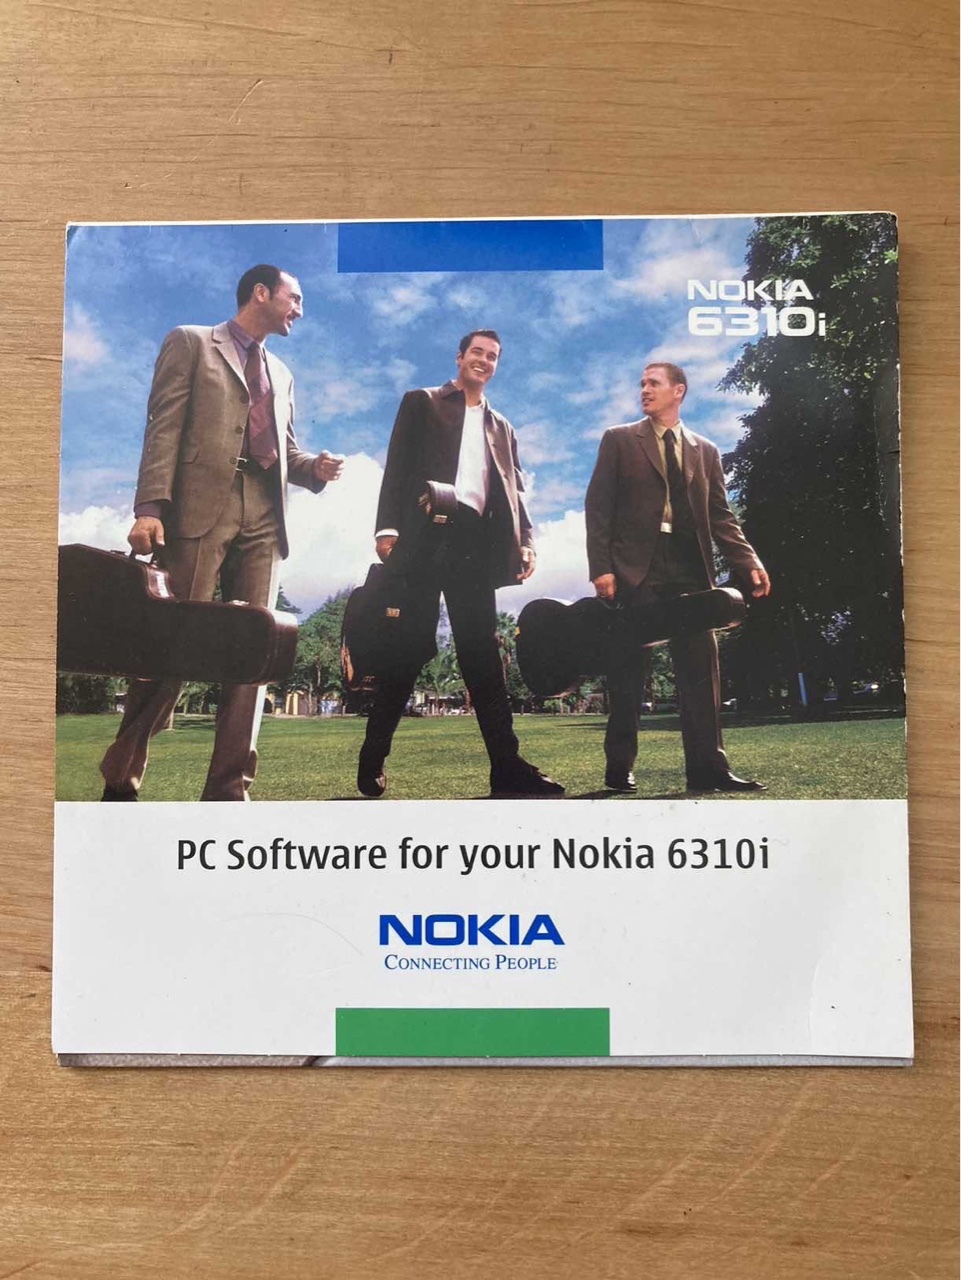 NOKIA
6310i
PC Software for your Nokia 6310i
NOKIA
CONNECTING PEOPLE